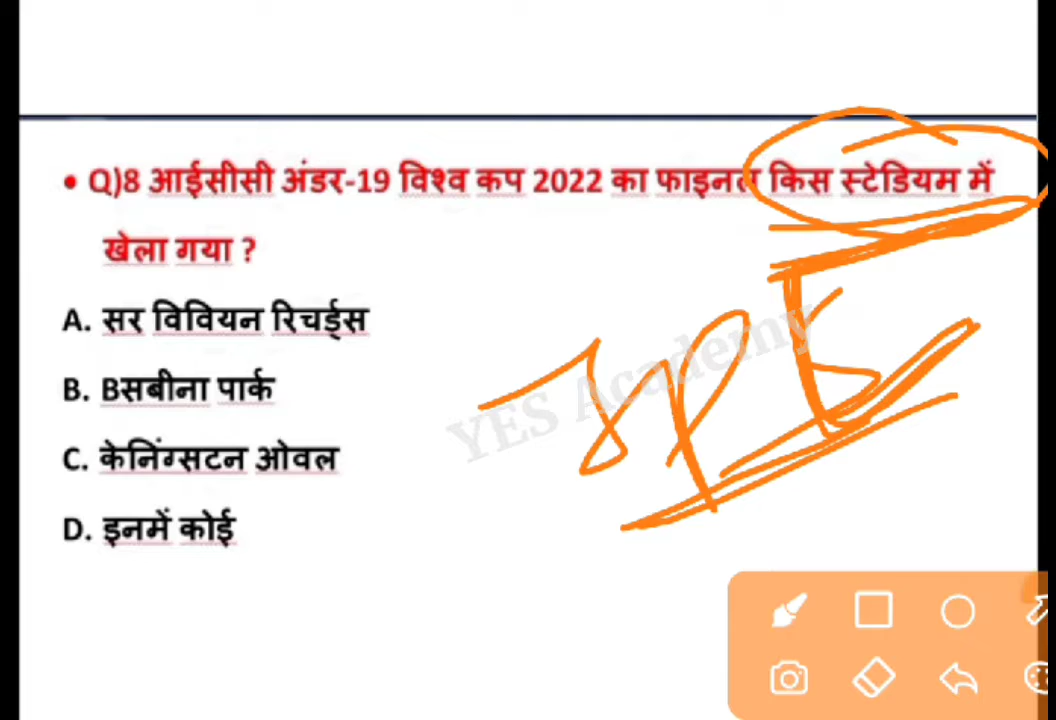 • Q)8 आईसीसी अंडर-19 विश्व कप 2022 का फाइनल किस स्टेडियम में
खेला गया ?
A. सर विवियन रिचर्ड्स
B. Bसबीना पार्क
C. केनिंग्सटन ओवल
D. इनमें कोई
YES Academy